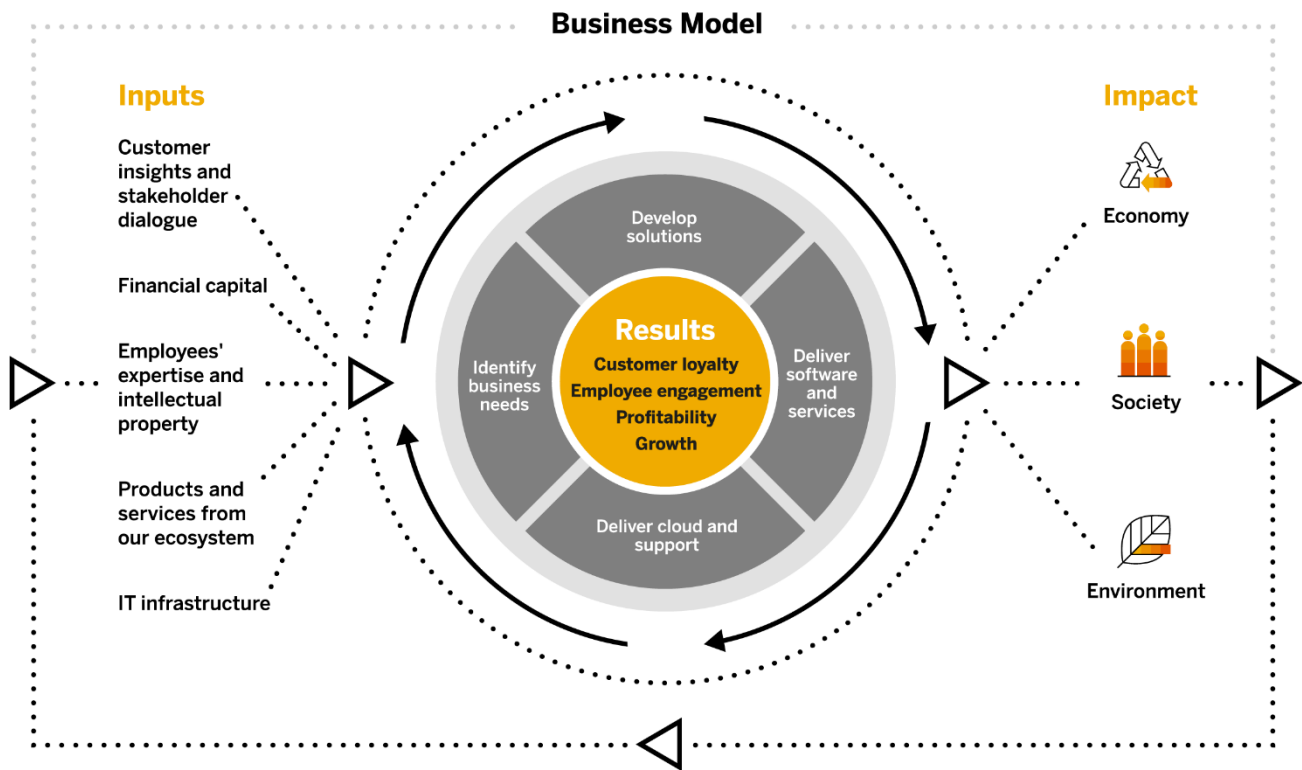 Business Model
Inputs
Customer
insights and
stakeholder
dialogue
Financial capital
Employees'
expertise and
intellectual
property
Products and
services from
our ecosystem
IT infrastructure
Develop
solutions
Identify
business
needs
Results
Customer loyalty
Employee engagement
Profitability
Growth
Deliver
software
and
services
Deliver cloud and
support
Impact
Economy
Society
Environment